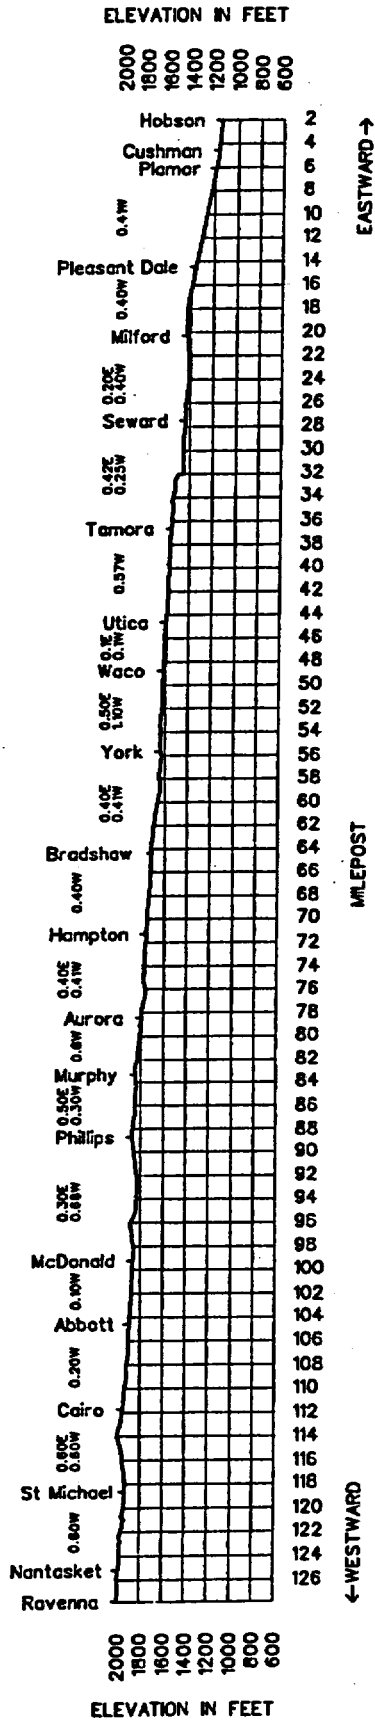 ELEVATION IN FEET
2000 1800 1600 1400 1200 1000 800 600
Hobson 2
4
Cushman
Plamor 6
8
0.41W
10
12
Pleasant Dale 14
16
0.40W
18
Milford 20
22
0.20E
0.40W
24
26
Seward 28
30
0.42E
0.25W
32
34
Tamora 36
38
0.57W
40
42
Utica 44
0.1E
0.1W
46
48
Waco 50
0.50E
1.10W
52
54
York 56
58
0.40E
0.41W
60
62
Bradshaw 64
66
0.40W
68
70
Hampton 72
74
0.40E
0.41W
76
Aurora 78
80
0.6W
82
Murphy 84
0.50E
0.30W
86
88
Phillips 90
92
0.30E
0.68W
94
96
98
McDonald 100
0.10W
102
104
Abbott 106
0.20W
108
110
Cairo 112
114
0.60E
0.60W
116
118
St Michael 120
122
0.60W
124
Nantasket 126
Ravenna
2000 1800 1600 1400 1200 1000 800 600
ELEVATION IN FEET
EASTWARD→
MILEPOST
←WESTWARD